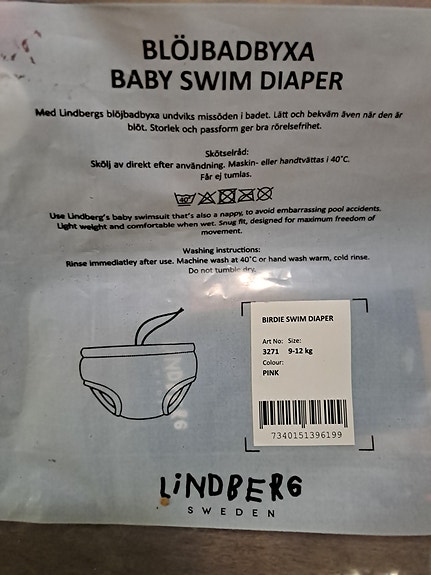 BLÖJBADBYXA
BABY SWIM DIAPER
Med Lindbergs blöjbadbyxa undviks missöden i badet. Lätt och bekväm även när den är
blöt. Storlek och passform ger bra rörelsefrihet.
Skötselråd:
Skölj av direkt efter användning. Maskin- eller handtvättas i 40°C.
Får ej tumlas.
40
Use Lindberg's baby swimsuit that's also a nappy, to avoid embarrassing pool accidents.
Light weight and comfortable when wet. Snug fit, designed for maximum freedom of
movement.
Washing instructions:
Rinse immediatley after use. Machine wash at 40°C or hand wash warm, cold rinse.
Do not tumble dry.
BIRDIE SWIM DIAPER
Art No: Size:
3271 9-12 kg
Colour:
PINK
7340151396199
LINDBERG
SWEDEN